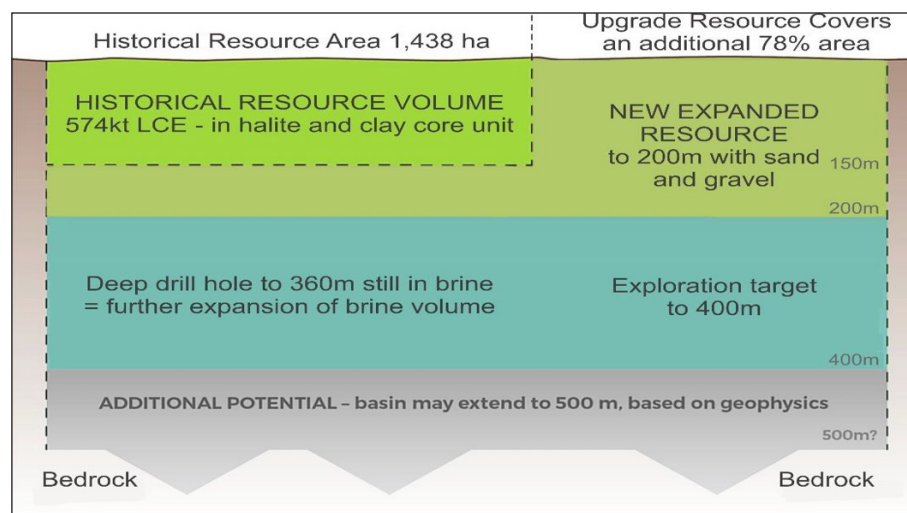 Historical Resource Area 1,438 ha
Upgrade Resource Covers
an additional 78% area
HISTORICAL RESOURCE VOLUME
574kt LCE - in halite and clay core unit
NEW EXPANDED
RESOURCE
to 200m with sand
and gravel
150m
200m
Deep drill hole to 360m still in brine
= further expansion of brine volume
Exploration target
to 400m
400m
ADDITIONAL POTENTIAL – basin may extend to 500 m, based on geophysics
500m?
Bedrock
Bedrock